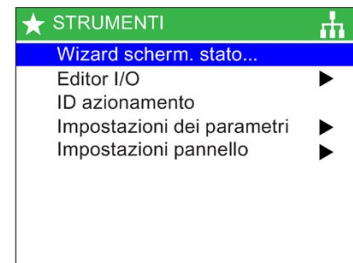 STRUMENTI
Wizard scherm. stato...
Editor I/O
ID azionamento
Impostazioni dei parametri
Impostazioni pannello